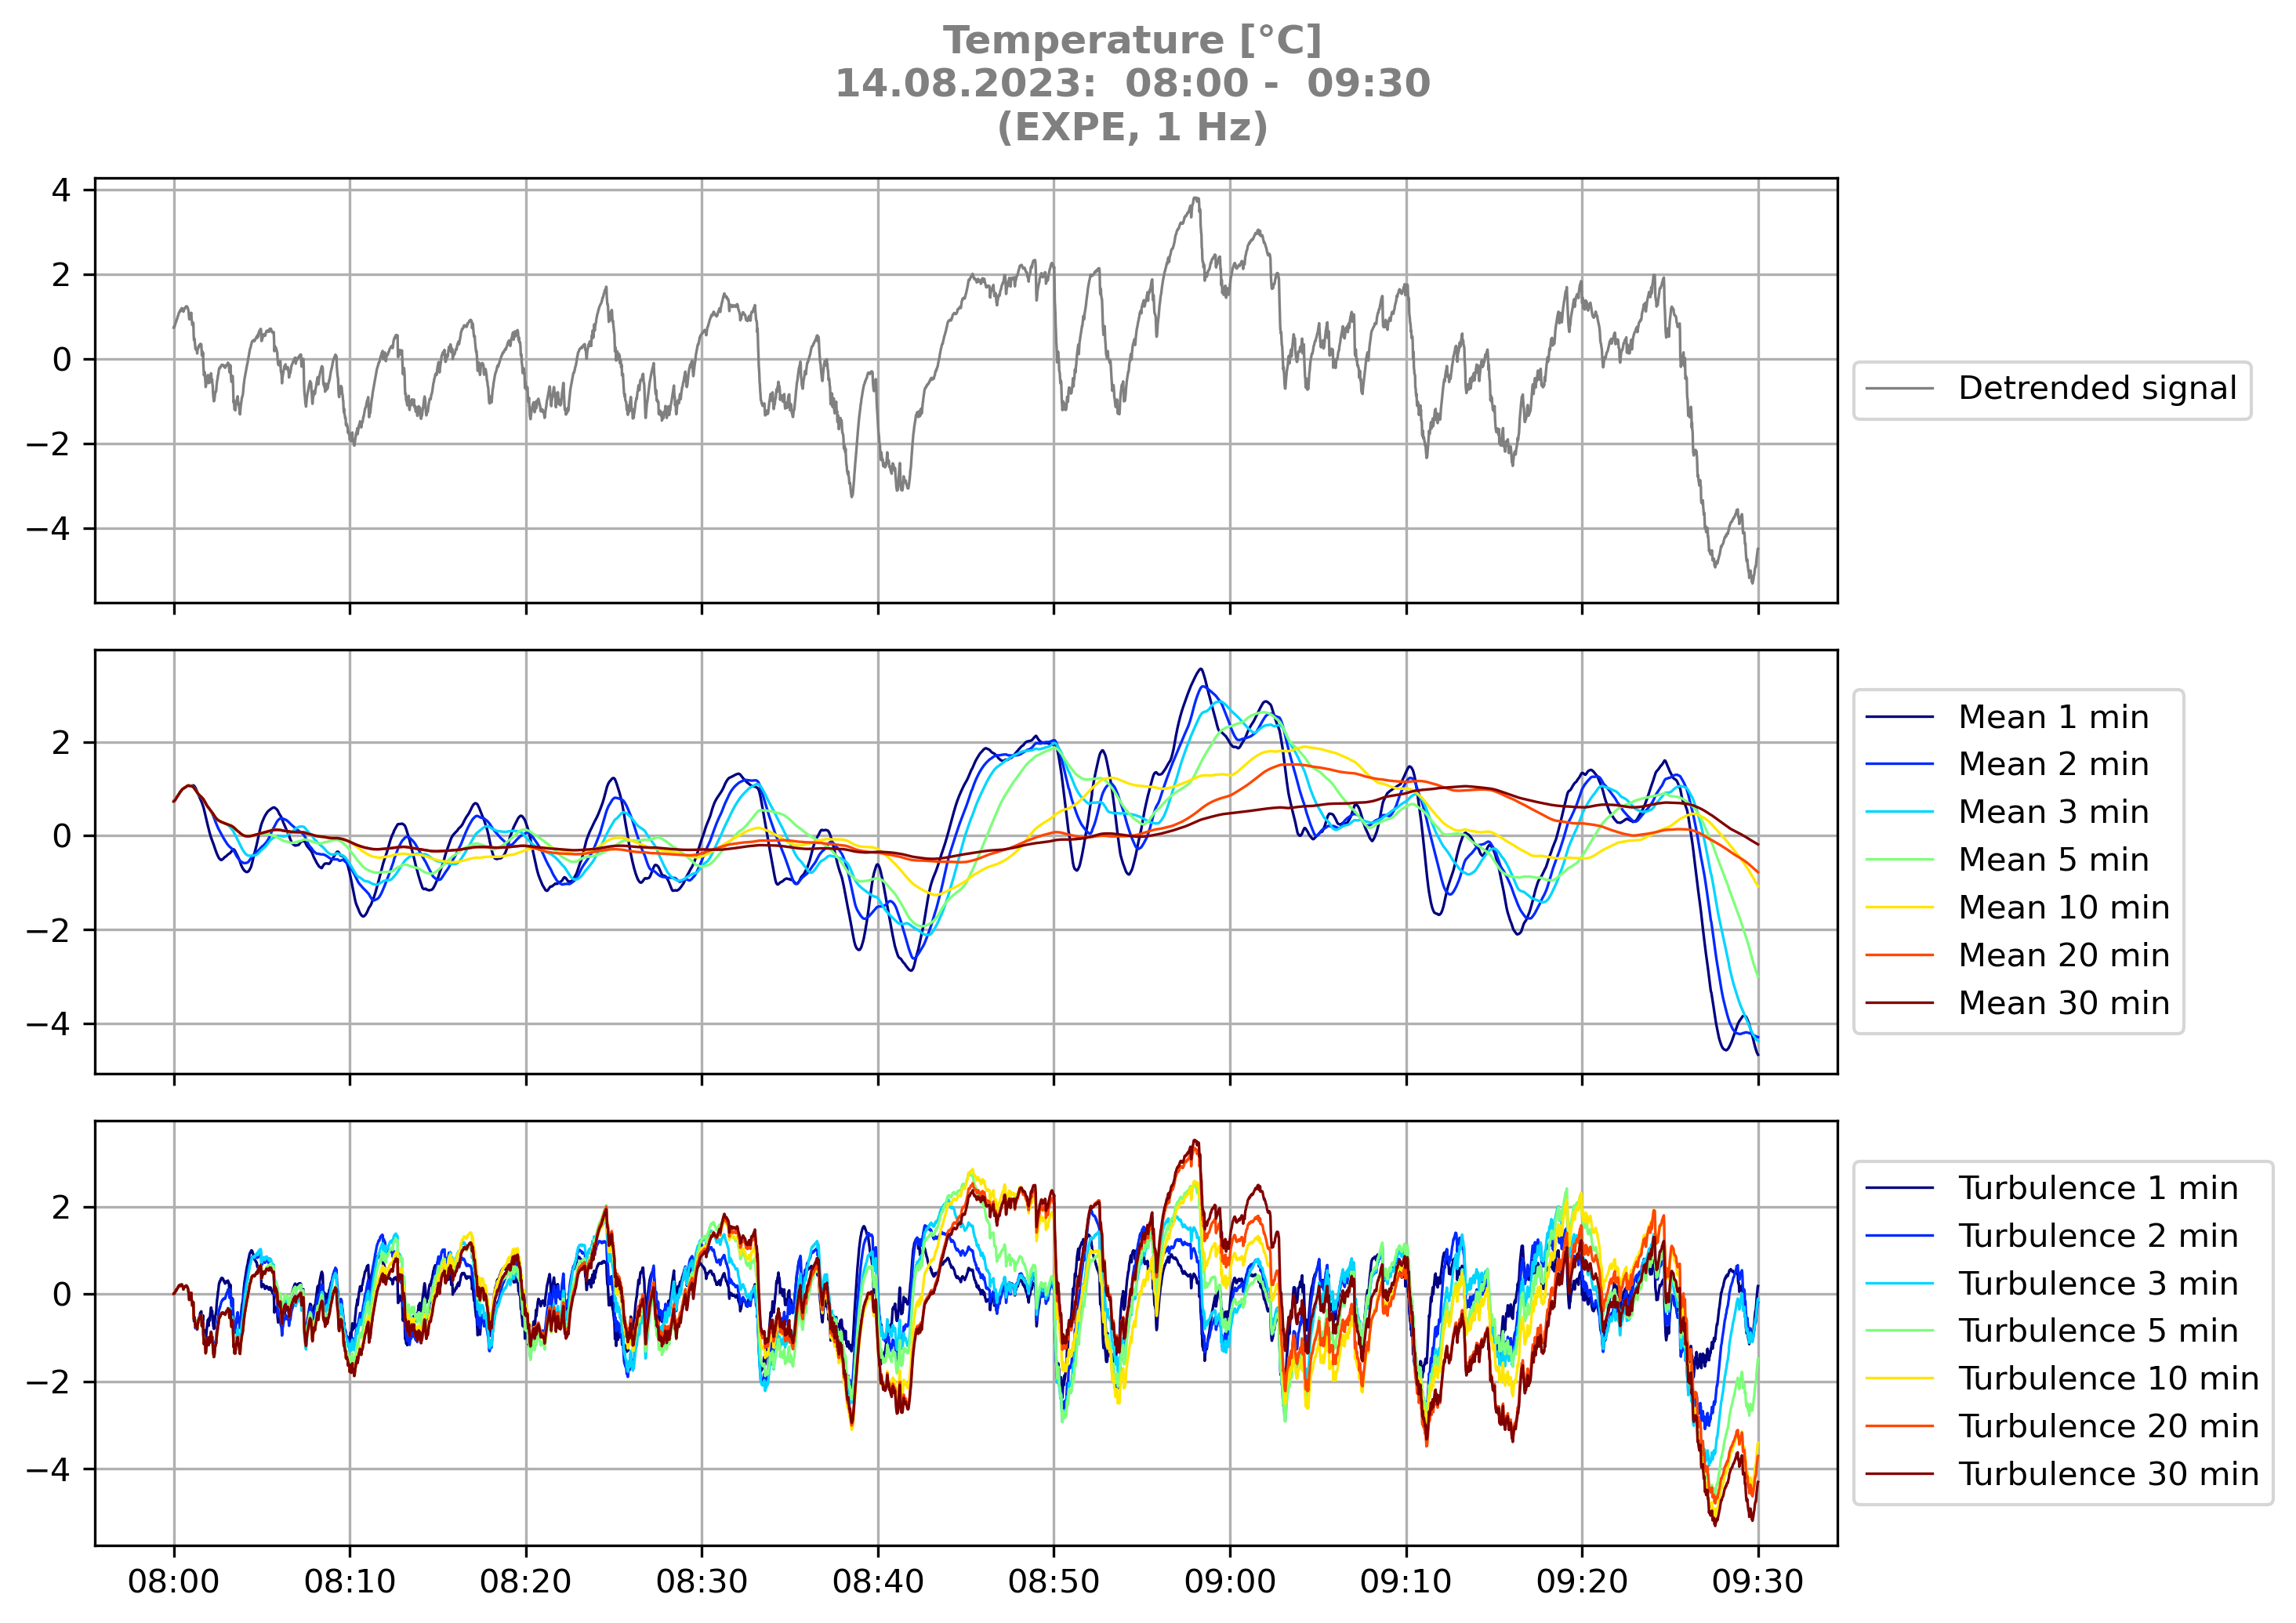 Temperature [°C]
14.08.2023:  08:00 -  09:30
(EXPE, 1 Hz)
4
2
0
−2
−4
Detrended signal
2
0
−2
−4
Mean 1 min
Mean 2 min
Mean 3 min
Mean 5 min
Mean 10 min
Mean 20 min
Mean 30 min
2
0
−2
−4
Turbulence 1 min
Turbulence 2 min
Turbulence 3 min
Turbulence 5 min
Turbulence 10 min
Turbulence 20 min
Turbulence 30 min
08:00 08:10 08:20 08:30 08:40 08:50 09:00 09:10 09:20 09:30